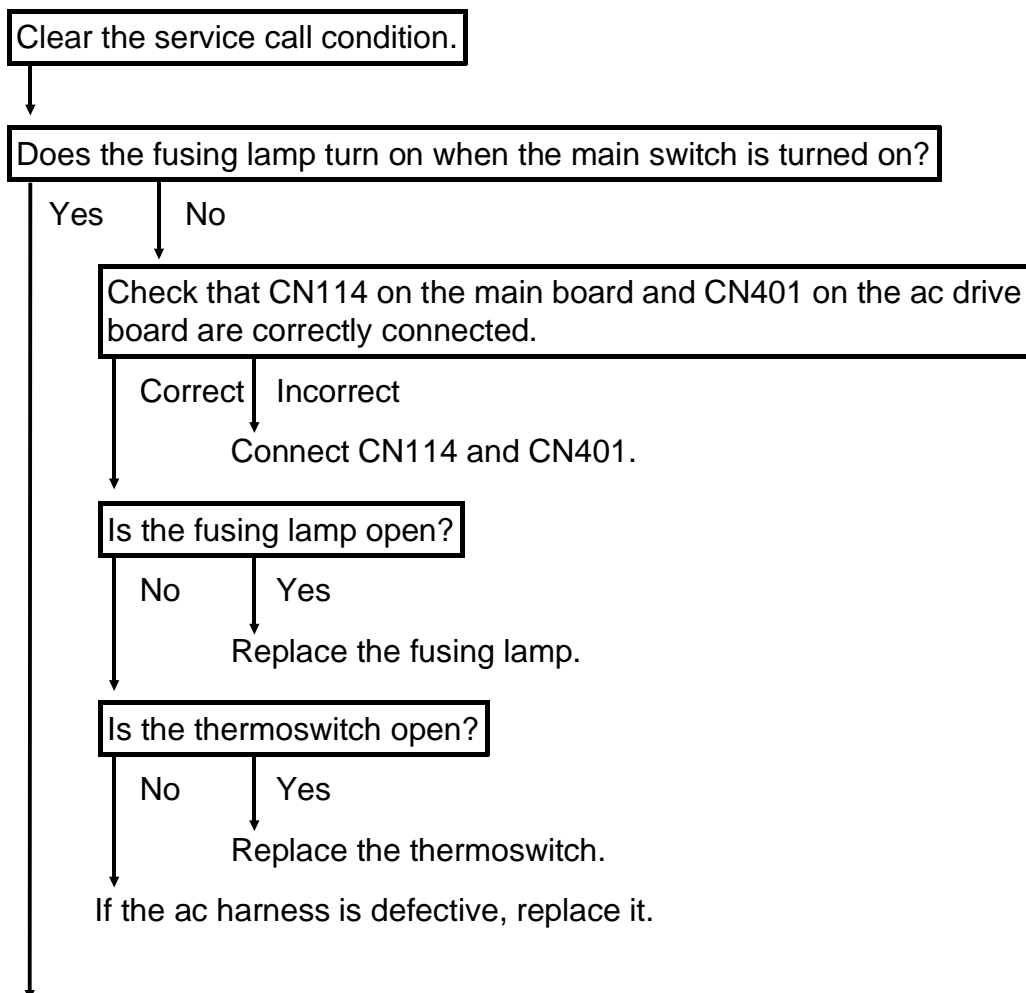 Clear the service call condition.
Does the fusing lamp turn on when the main switch is turned on?
Yes No
Check that CN114 on the main board and CN401 on the ac drive
board are correctly connected.
Correct Incorrect
Connect CN114 and CN401.
Is the fusing lamp open?
No Yes
Replace the fusing lamp.
Is the thermoswitch open?
No Yes
Replace the thermoswitch.
If the ac harness is defective, replace it.